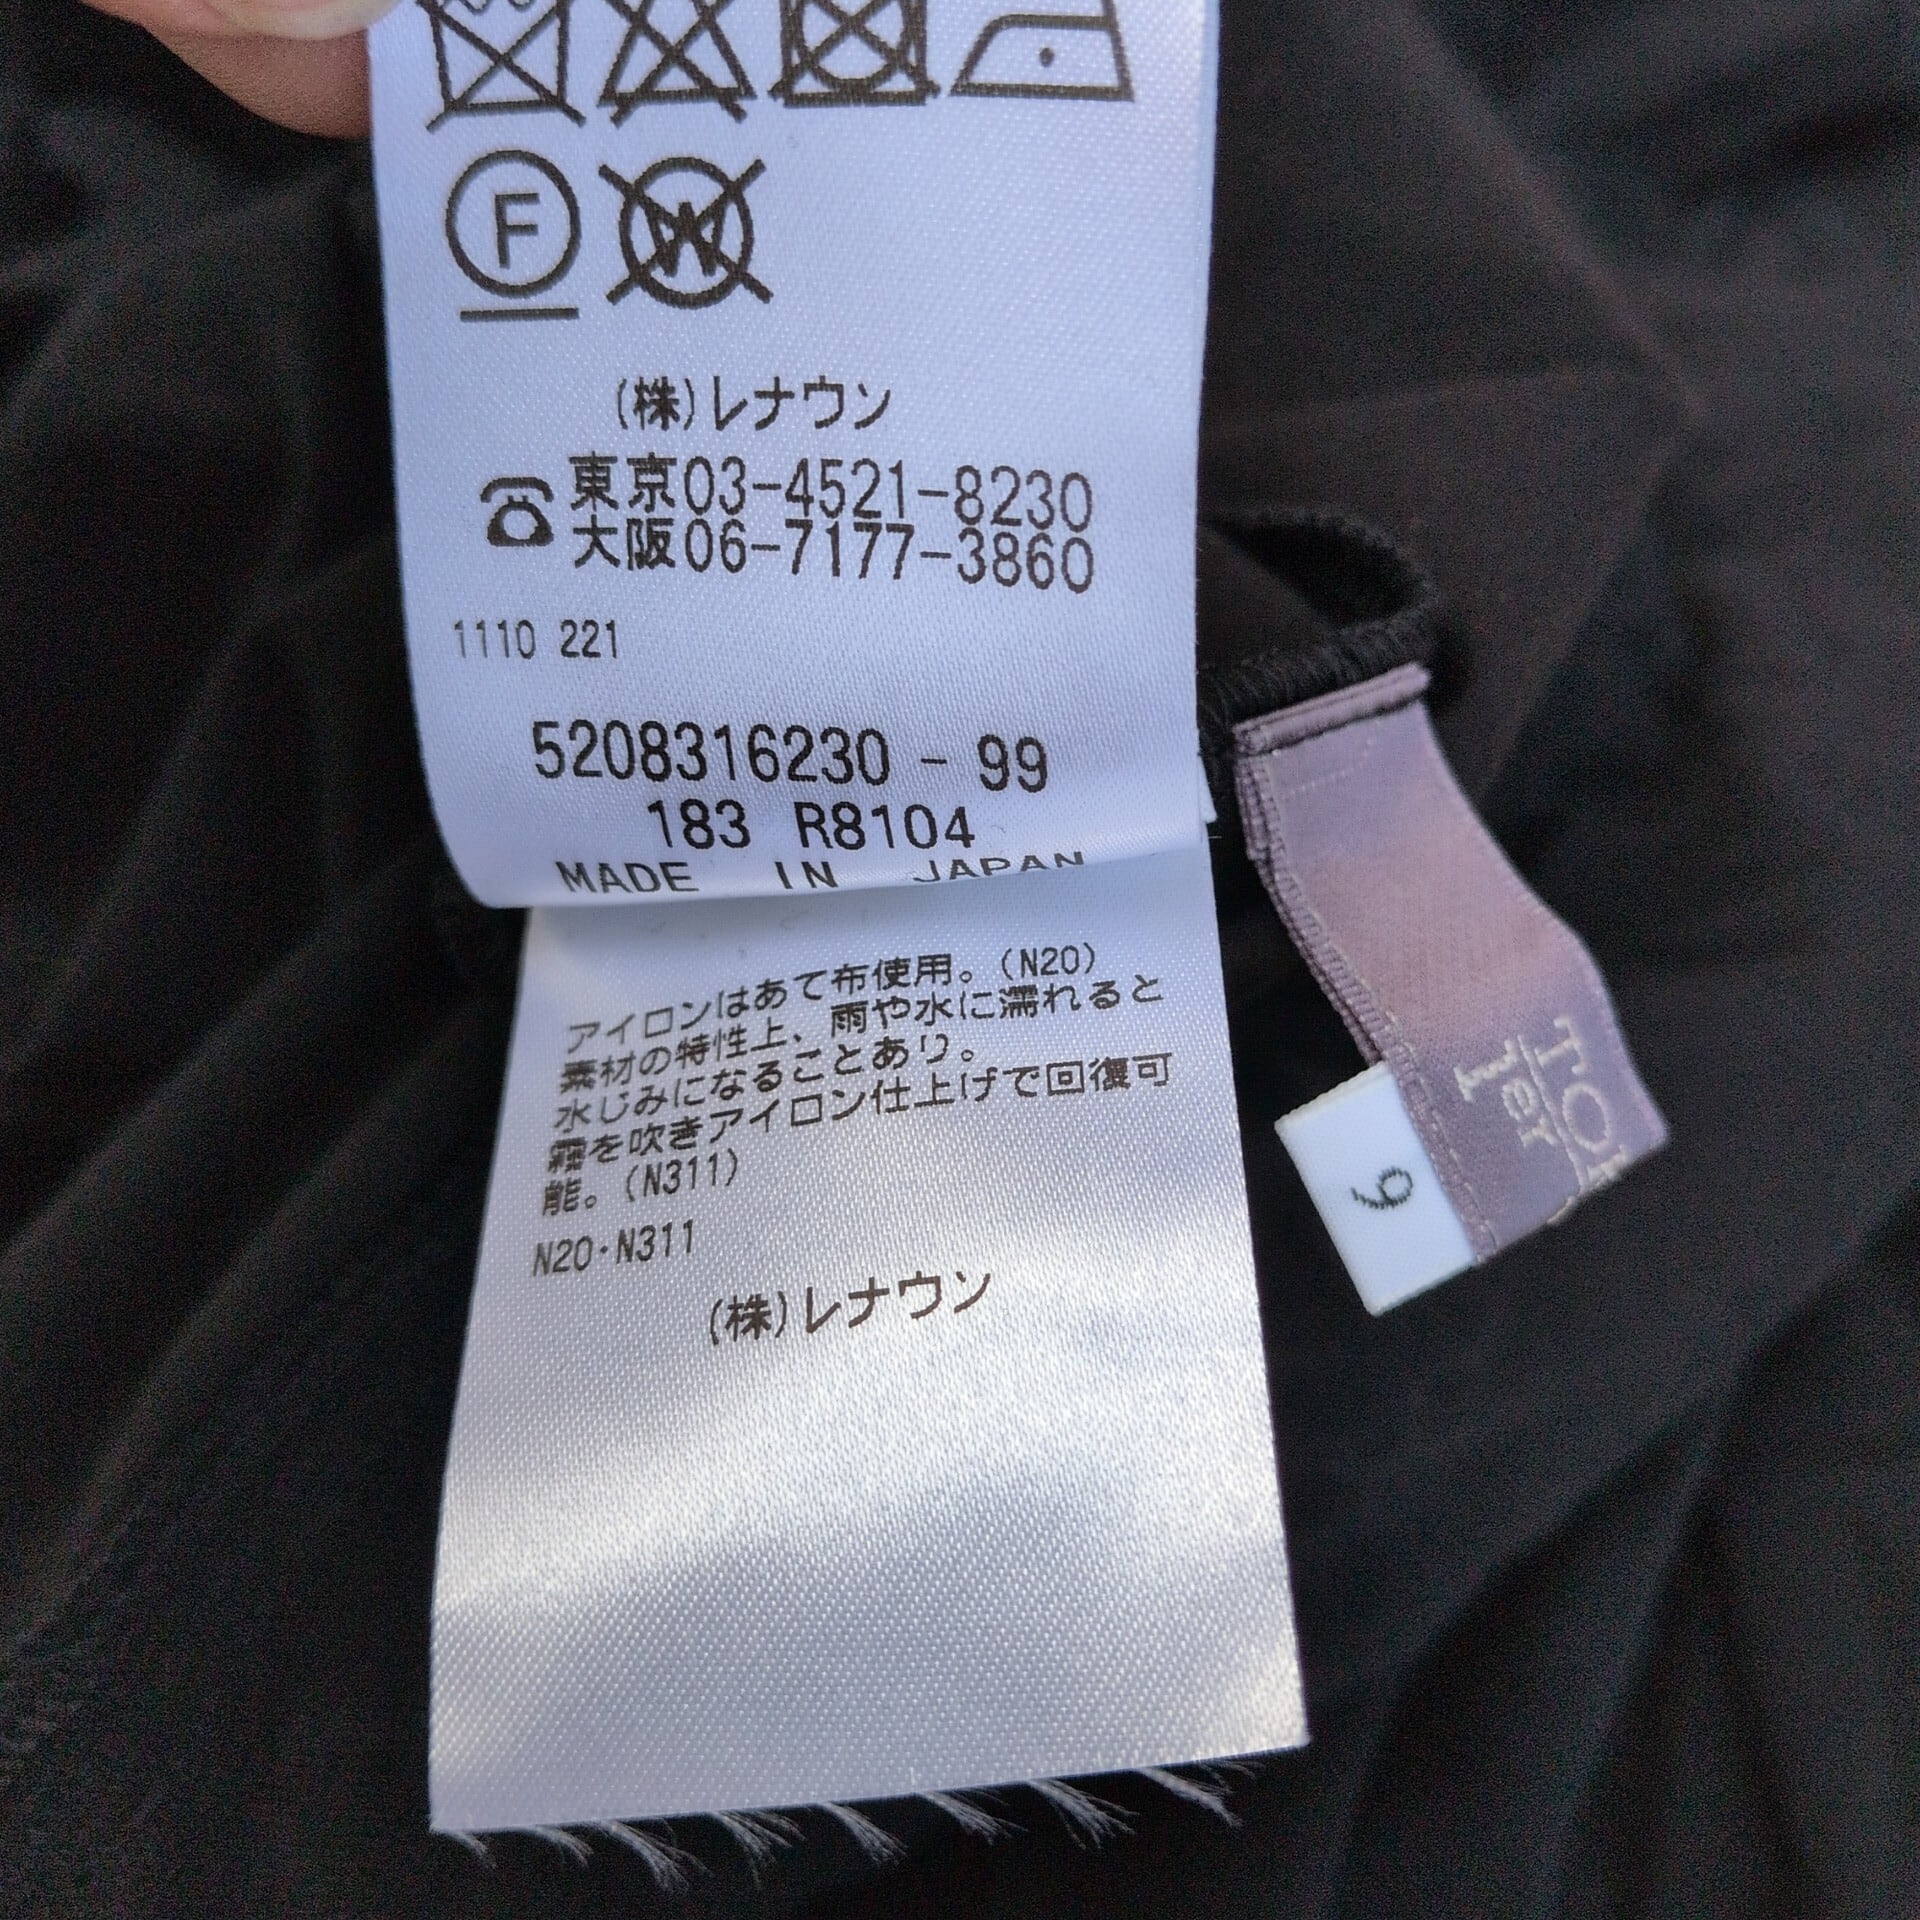 F
W
(株)レナウン
東京03-4521-8230
大阪06-7177-3860
1110 221
5208316230 - 99
183 R8104
MADE IN JAPAN
アイロンはあて布使用。(N20)
素材の特性上、雨や水に濡れると
水じみになることあり。
霧を吹きアイロン仕上げで回復可
能。(N311)
N20・N311
(株)レナウン
9